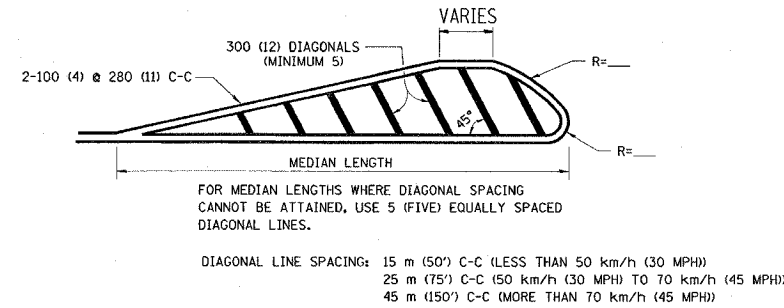 VARIES
300 (12) DIAGONALS
(MINIMUM 5)
R=___
2-100 (4) @ 280 (11) C-C
45°
R=___
MEDIAN LENGTH
FOR MEDIAN LENGTHS WHERE DIAGONAL SPACING
CANNOT BE ATTAINED, USE 5 (FIVE) EQUALLY SPACED
DIAGONAL LINES.
DIAGONAL LINE SPACING: 15 m (50') C-C (LESS THAN 50 km/h (30 MPH))
25 m (75') C-C (50 km/h (30 MPH) TO 70 km/h (45 MPH))
45 m (150') C-C (MORE THAN 70 km/h (45 MPH))